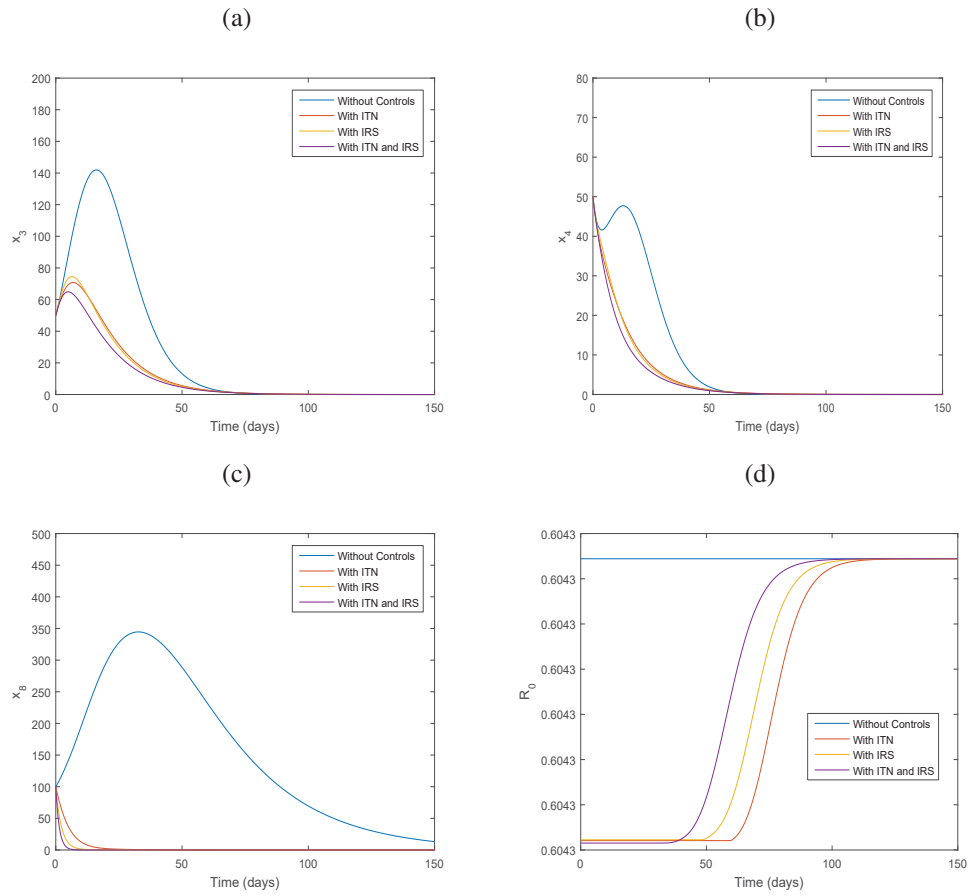 (a)
200
180
160
140
120
100
80
60
40
20
0
x3
0 50 100 150
Time (days)
Without Controls
With ITN
With IRS
With ITN and IRS
(b)
80
70
60
50
40
30
20
10
0
x4
0 50 100 150
Time (days)
Without Controls
With ITN
With IRS
With ITN and IRS
(c)
500
450
400
350
300
250
200
150
100
50
0
x8
0 50 100 150
Time (days)
Without Controls
With ITN
With IRS
With ITN and IRS
(d)
0.6043
0.6043
0.6043
0.6043
0.6043
0.6043
0.6043
0.6043
R0
0 50 100 150
Time (days)
Without Controls
With ITN
With IRS
With ITN and IRS